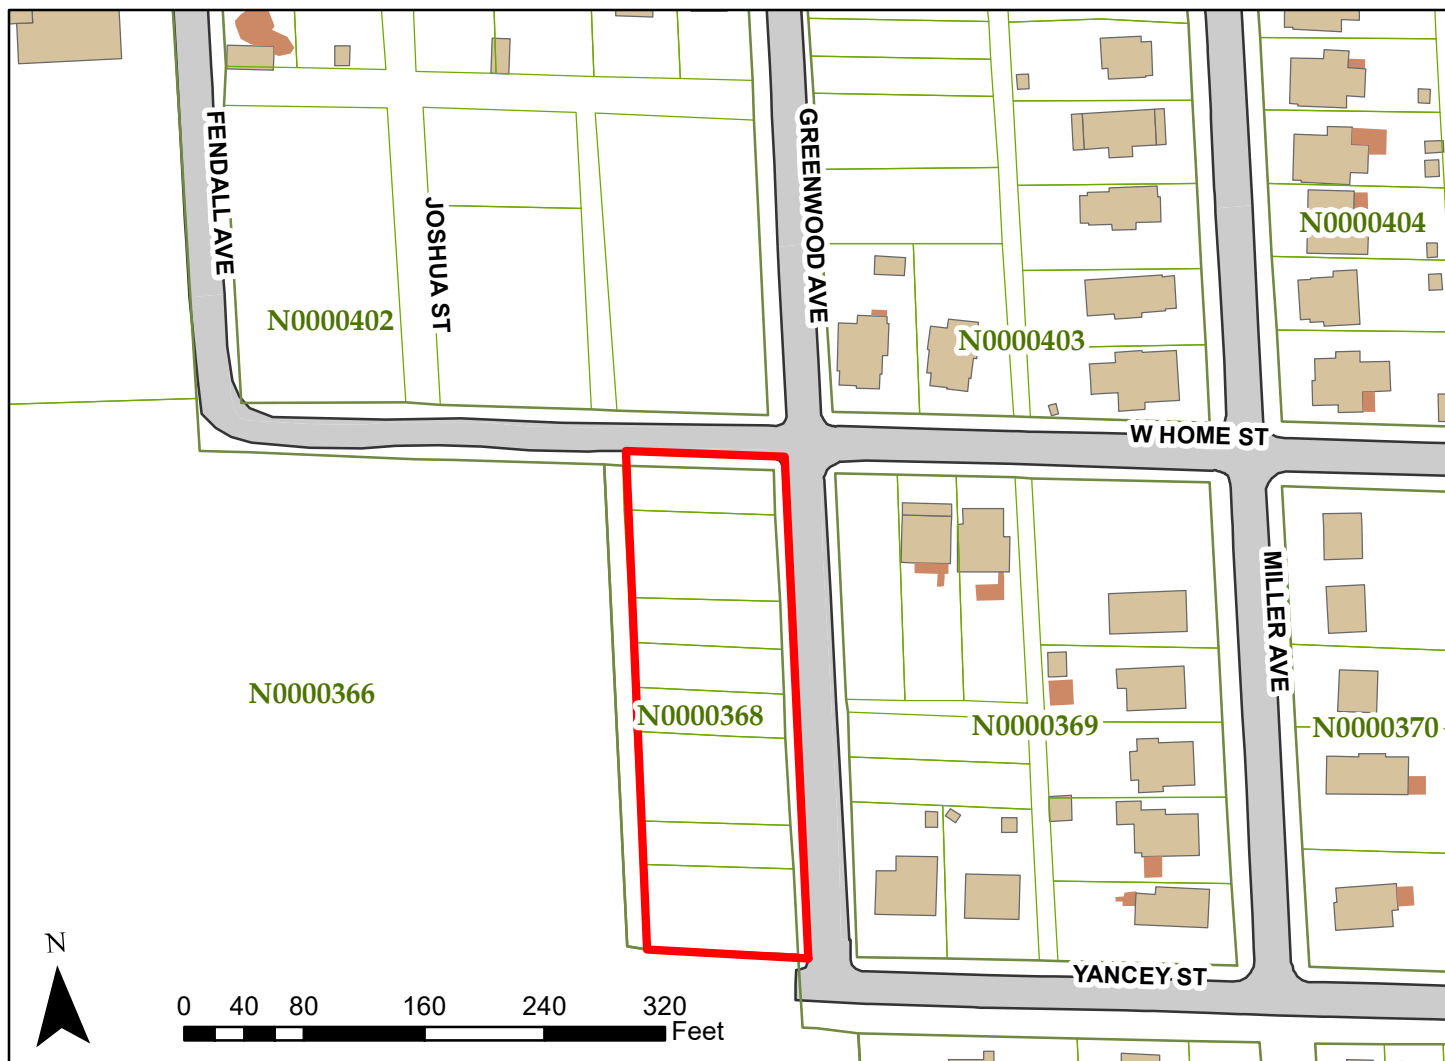 FENDALL AVE
JOSHUA ST
GREENWOOD AVE
N0000404
N0000402
N0000403
W HOME ST
MILLER AVE
N0000366
N0000368
N0000369
N0000370
N
YANCEY ST
0 40 80 160 240 320
Feet